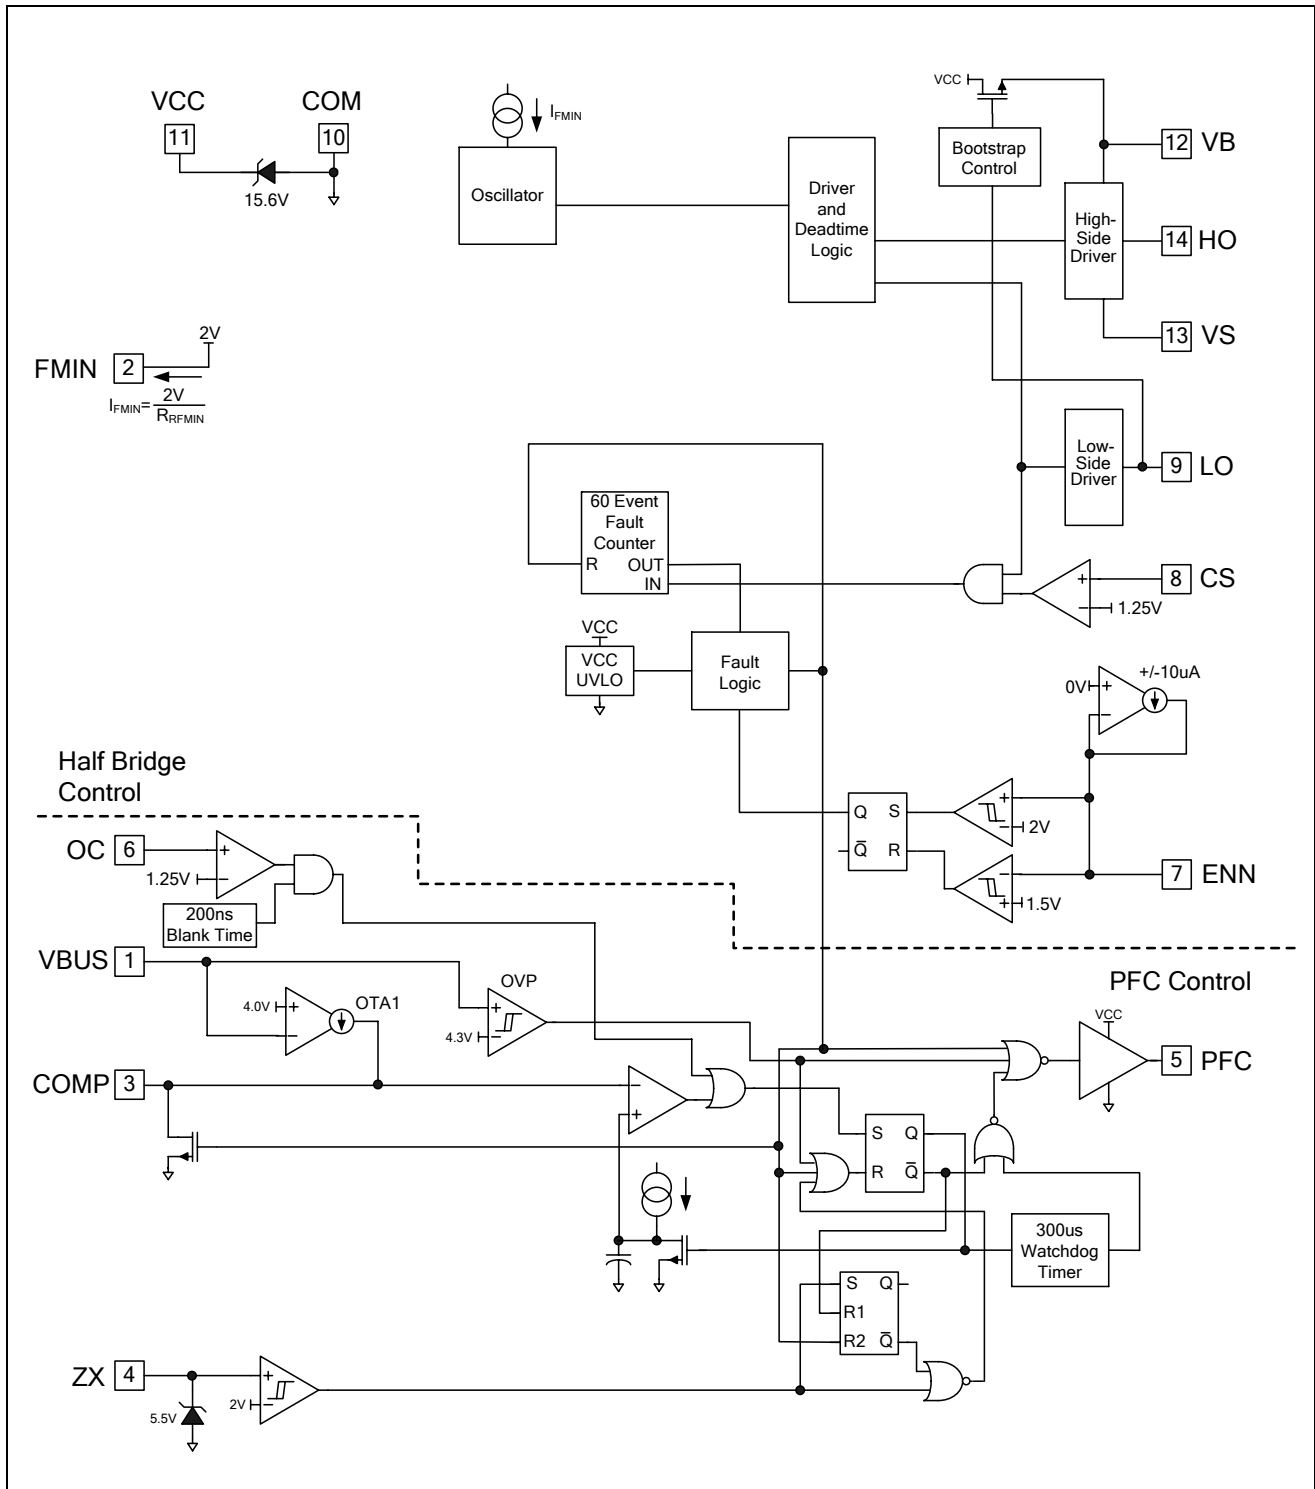 VCC
11
COM
10
15.6V
I_FMIN
Oscillator
Driver
and
Deadtime
Logic
VCC
Bootstrap
Control
High-
Side
Driver
12 VB
14 HO
13 VS
FMIN 2
2V
I_FMIN= 2V
R_RFMIN
Low-
Side
Driver
9 LO
60 Event
Fault
Counter
R OUT
IN
+
−
1.25V
8 CS
VCC
VCC
UVLO
Fault
Logic
+/-10uA
0V +
−
Half Bridge
Control
Q S
Q̅ R
+
− 2V
−
+ 1.5V
7 ENN
OC 6
+
1.25V −
200ns
Blank Time
VBUS 1
4.0V +
−
OTA1
OVP
+
4.3V −
PFC Control
VCC
5 PFC
COMP 3
−
+
S Q
R Q̅
300us
Watchdog
Timer
S Q
R1
R2 Q̅
ZX 4
+
2V −
5.5V